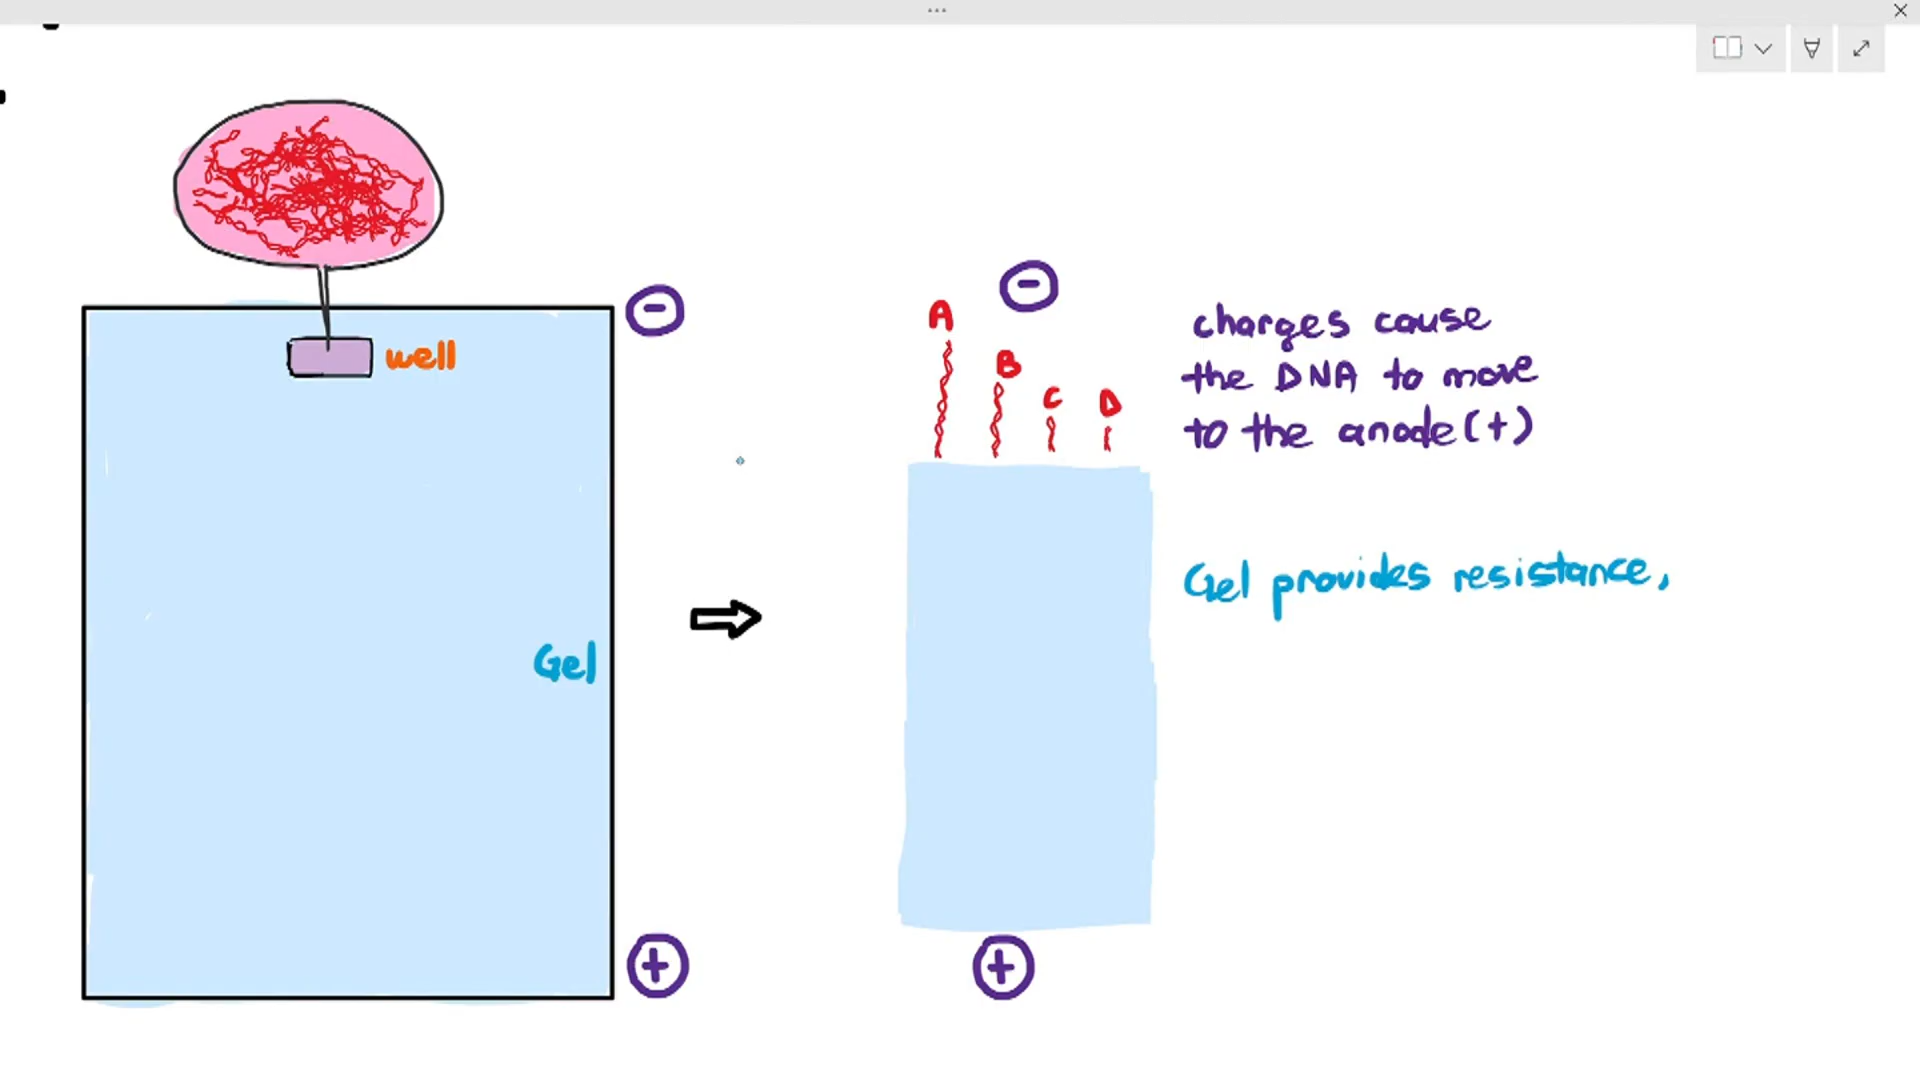 well
Gel
A
B
C
D
charges cause
the DNA to move
to the anode(+)
Gel provides resistance,